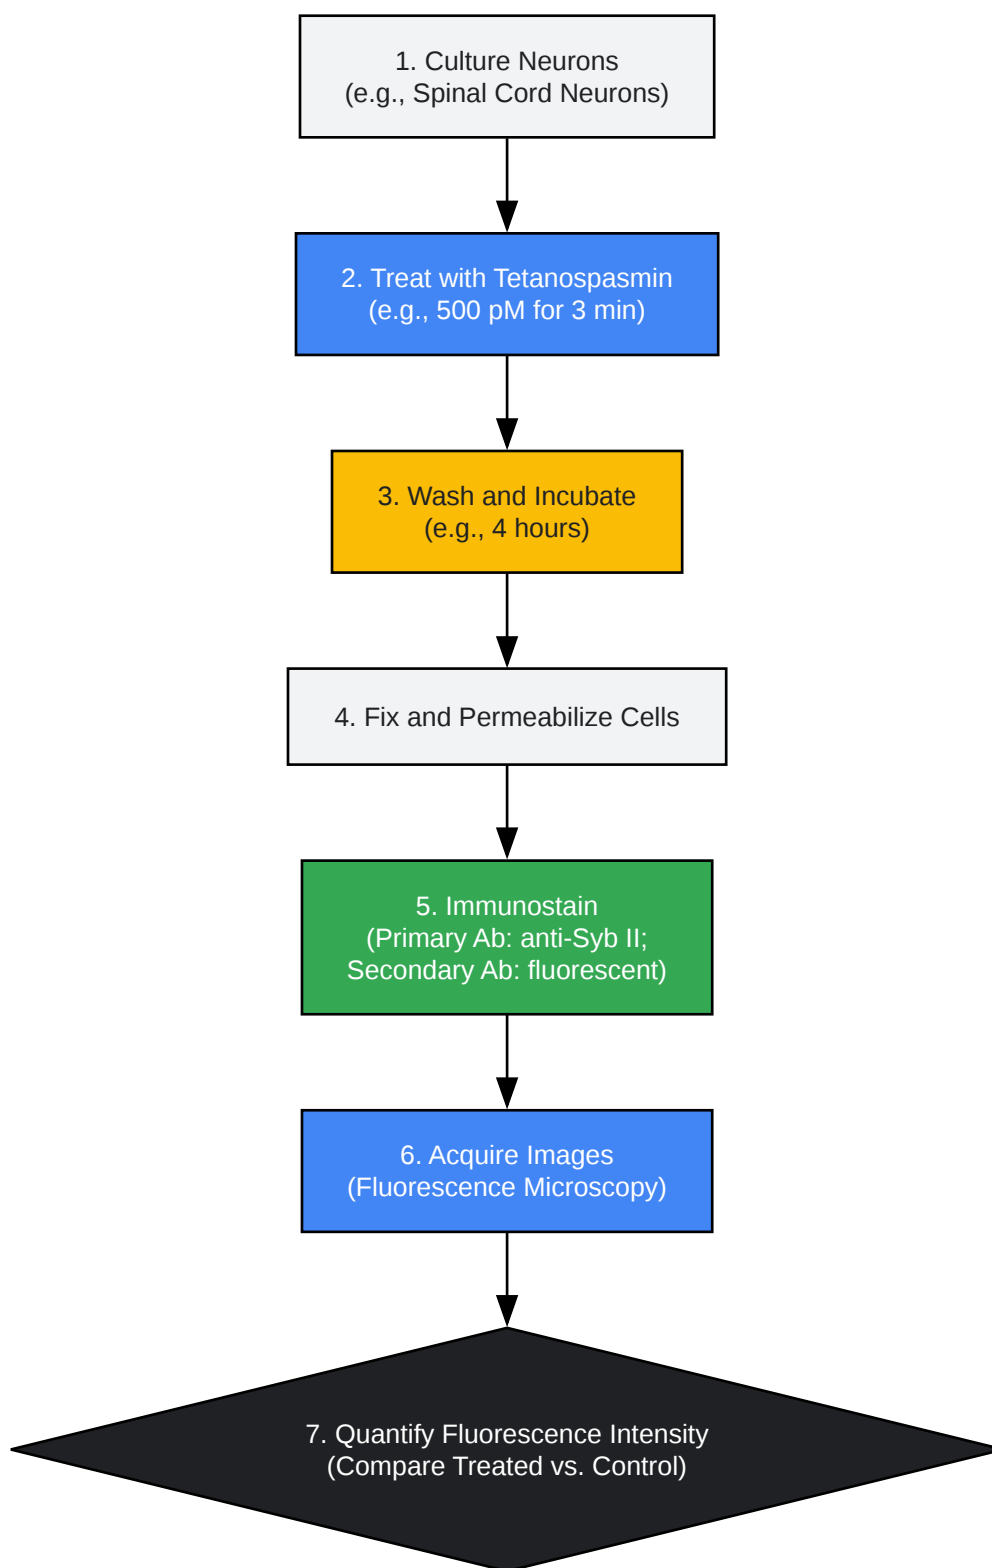 1. Culture Neurons
(e.g., Spinal Cord Neurons)
2. Treat with Tetanospasmin
(e.g., 500 pM for 3 min)
3. Wash and Incubate
(e.g., 4 hours)
4. Fix and Permeabilize Cells
5. Immunostain
(Primary Ab: anti-Syb II;
Secondary Ab: fluorescent)
6. Acquire Images
(Fluorescence Microscopy)
7. Quantify Fluorescence Intensity
(Compare Treated vs. Control)